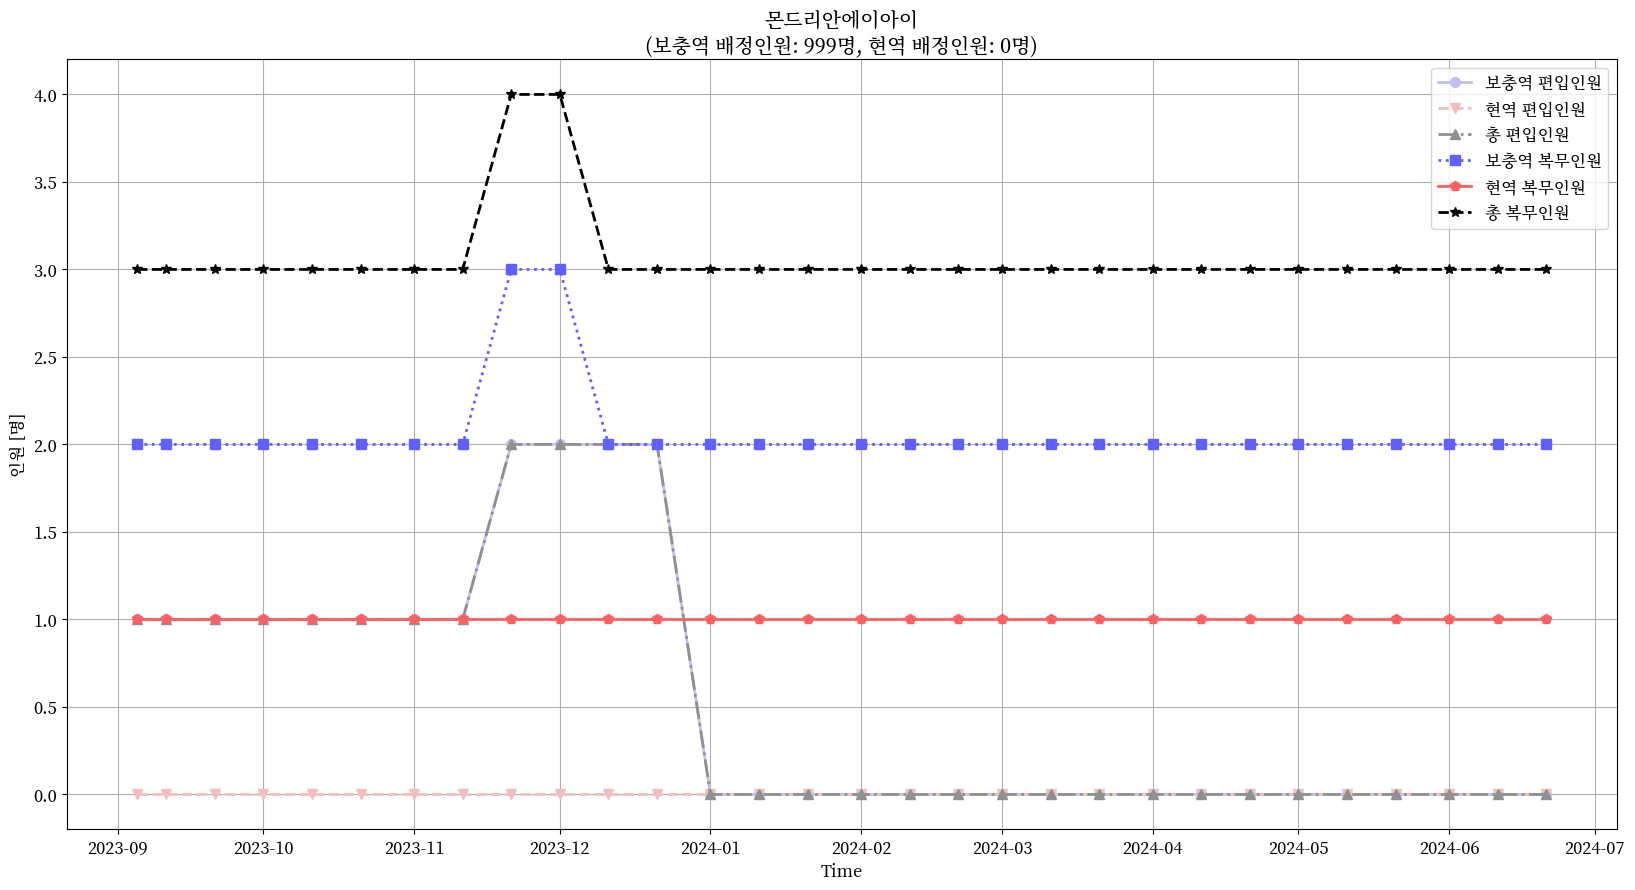 몬드리안에이아이
(보충역 배정인원: 999명, 현역 배정인원: 0명)
보충역 편입인원
현역 편입인원
총 편입인원
보충역 복무인원
현역 복무인원
총 복무인원
인원 [명]
4.0
3.5
3.0
2.5
2.0
1.5
1.0
0.5
0.0
2023-09
2023-10
2023-11
2023-12
2024-01
2024-02
2024-03
2024-04
2024-05
2024-06
2024-07
Time